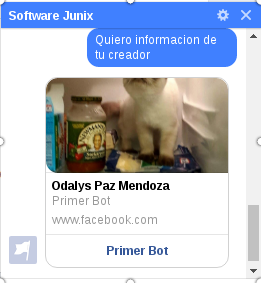 Software Junix
Quiero informacion de
tu creador
Odalys Paz Mendoza
Primer Bot
www.facebook.com
Primer Bot